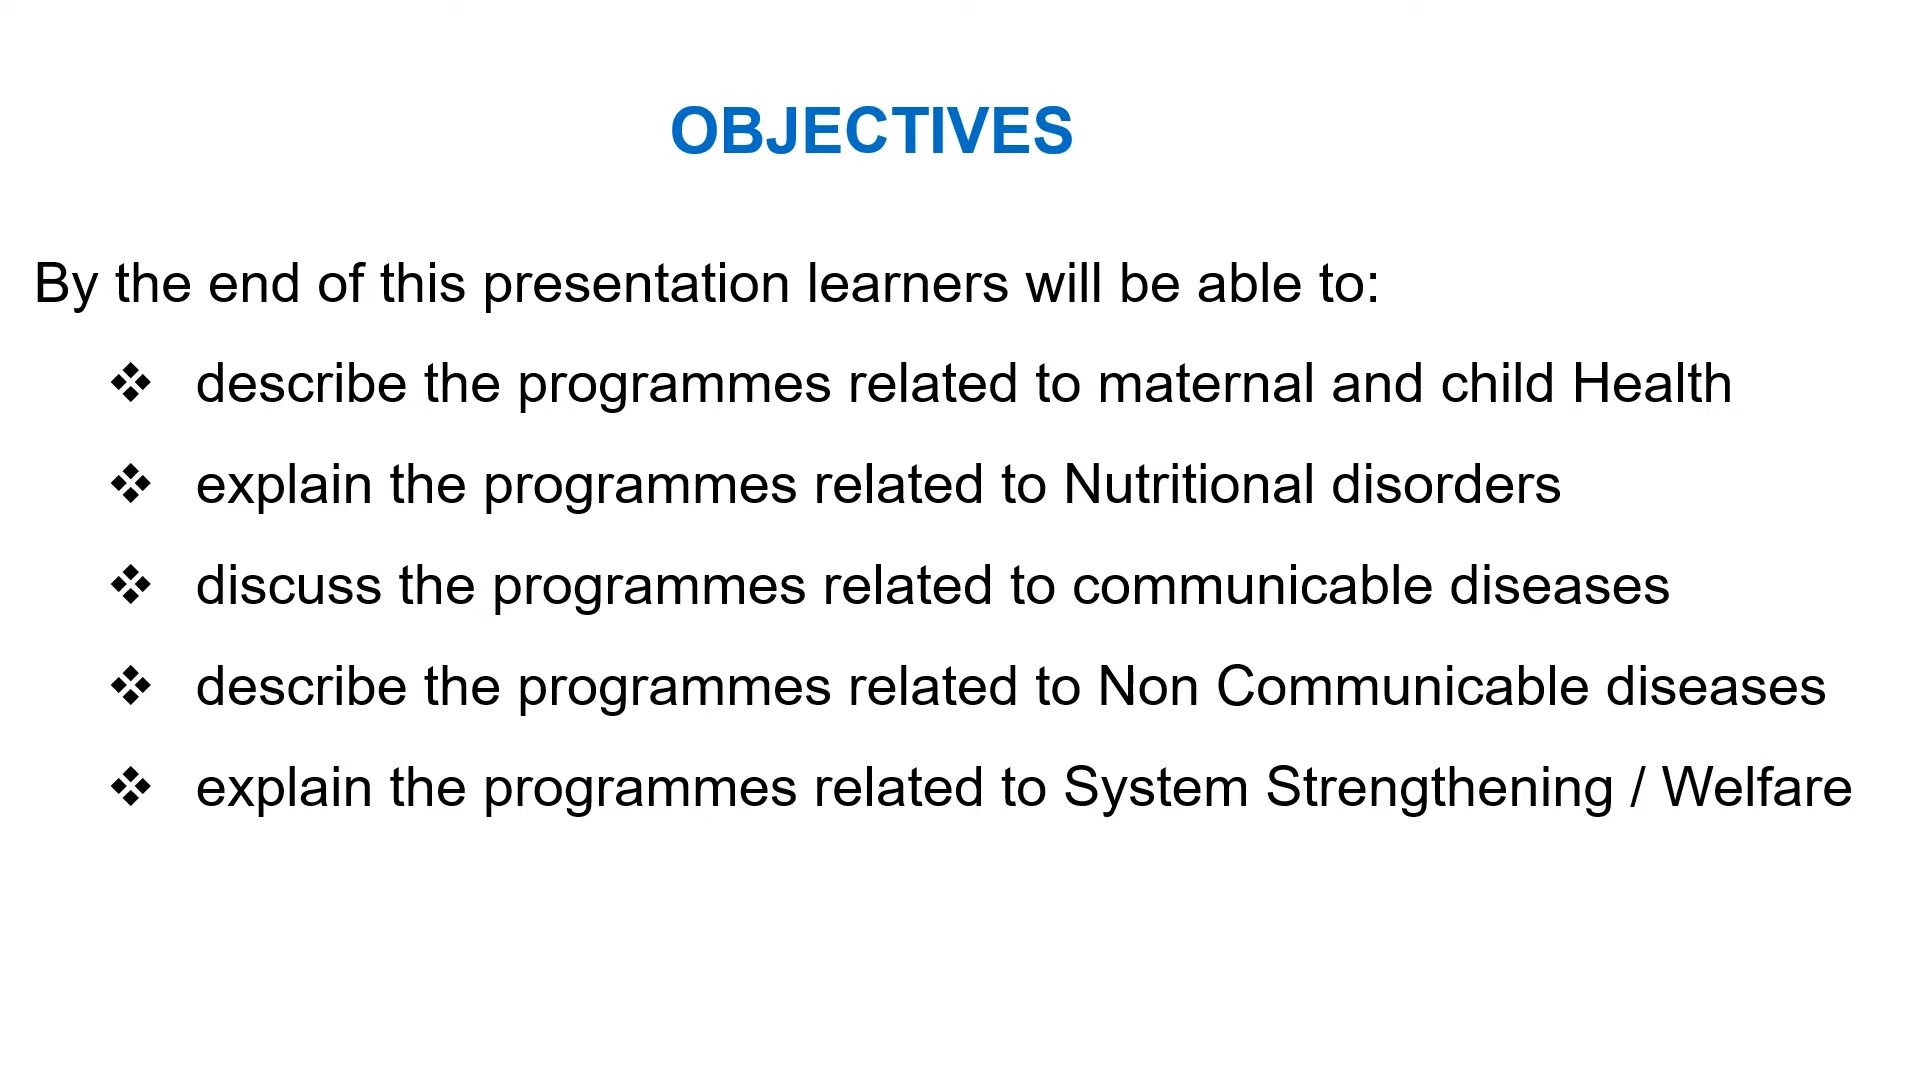 OBJECTIVES
By the end of this presentation learners will be able to:
❖ describe the programmes related to maternal and child Health
❖ explain the programmes related to Nutritional disorders
❖ discuss the programmes related to communicable diseases
❖ describe the programmes related to Non Communicable diseases
❖ explain the programmes related to System Strengthening / Welfare